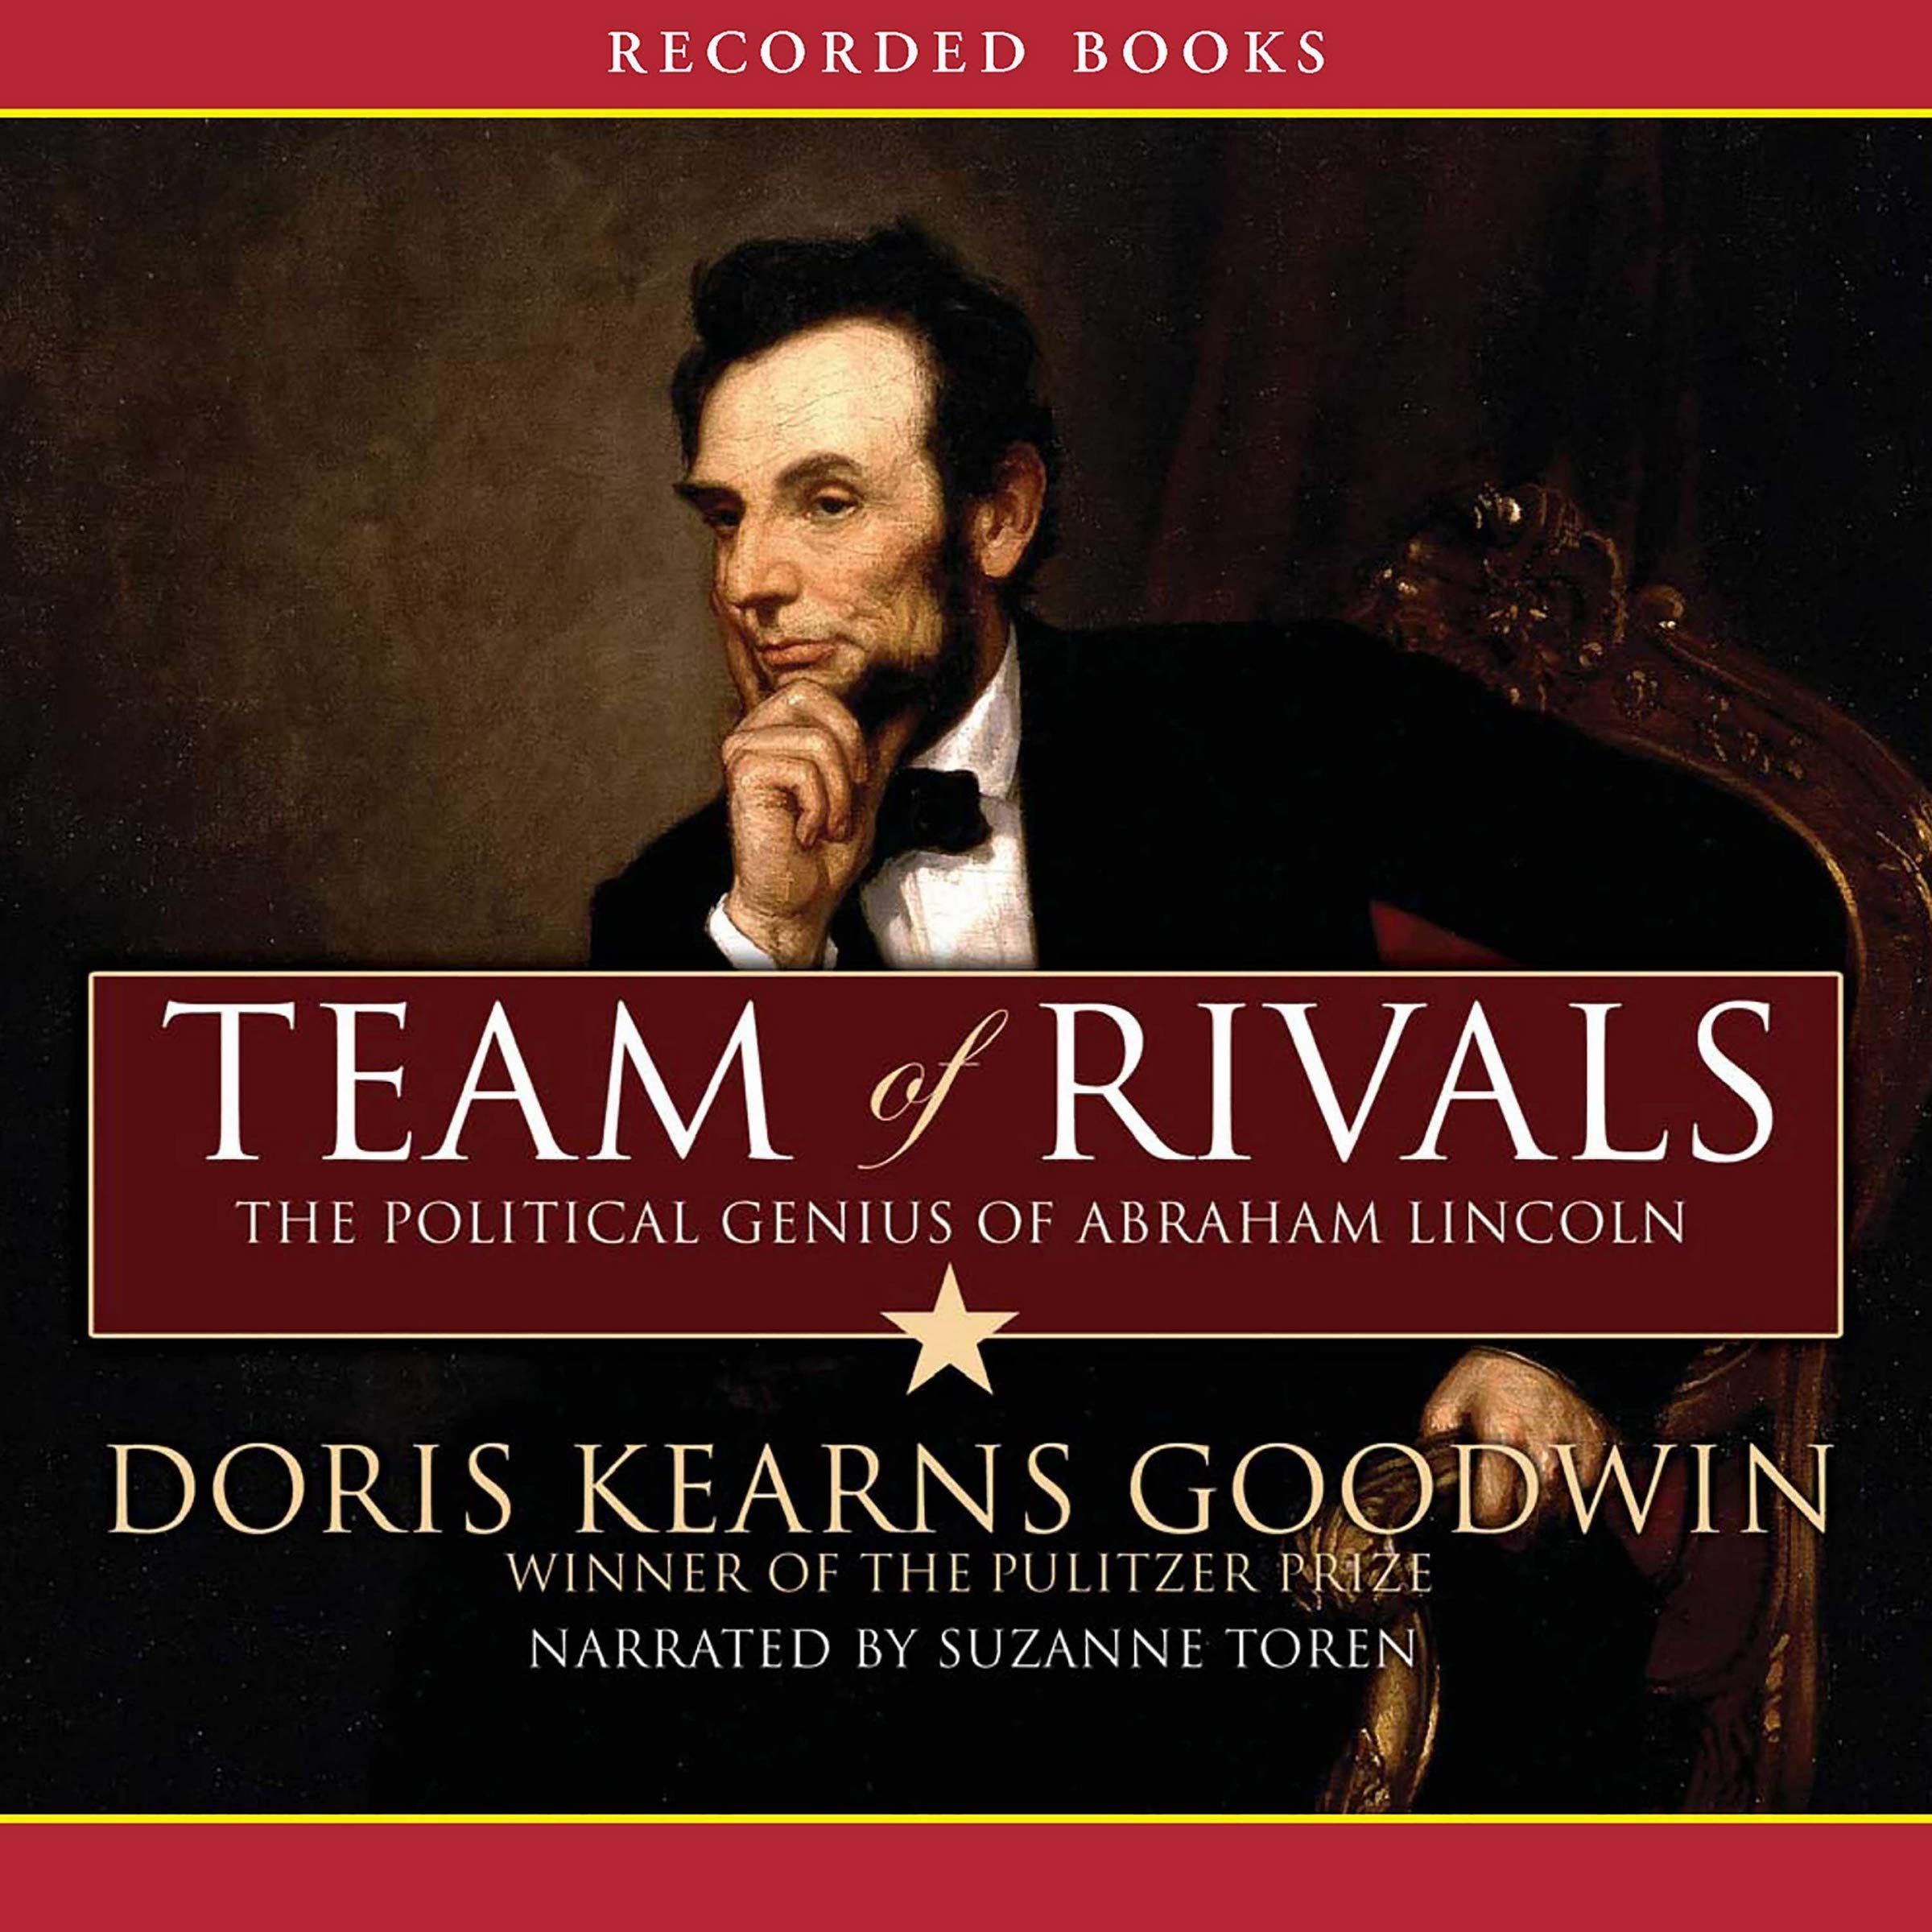 RECORDED BOOKS
TEAM of RIVALS
THE POLITICAL GENIUS OF ABRAHAM LINCOLN
DORIS KEARNS GOODWIN
WINNER OF THE PULITZER PRIZE
NARRATED BY SUZANNE TOREN